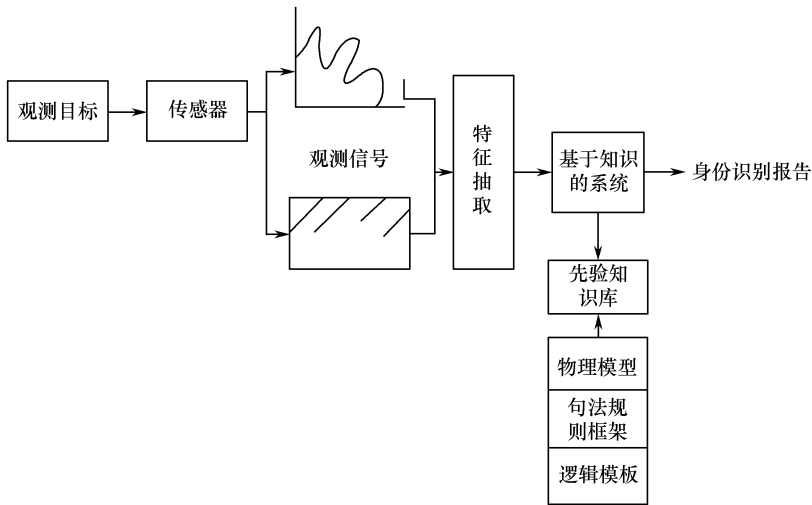 观测目标
传感器
观测信号
特
征
抽
取
基于知识
的系统
身份识别报告
先验知
识库
物理模型
句法规
则框架
逻辑模板